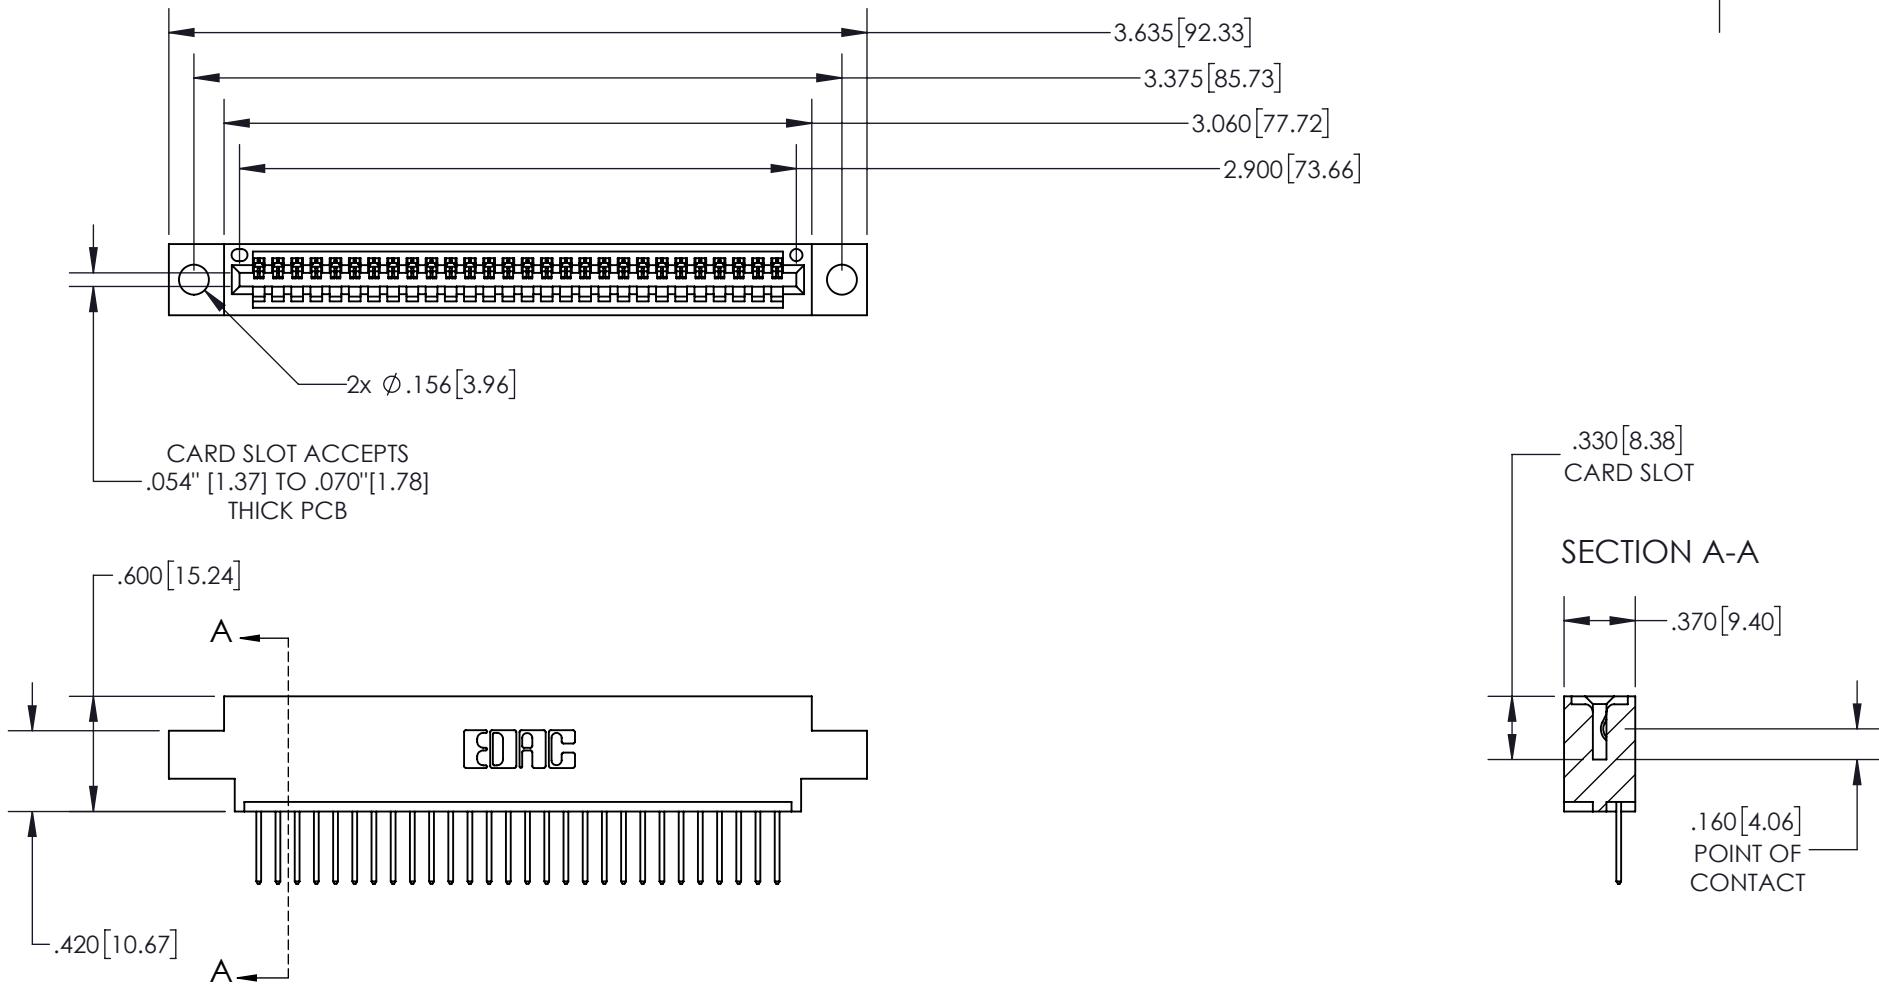 3.635[92.33]
3.375[85.73]
3.060[77.72]
2.900[73.66]
2x ∅.156[3.96]
CARD SLOT ACCEPTS
.054" [1.37] TO .070"[1.78]
THICK PCB
.330[8.38]
CARD SLOT
SECTION A-A
.600[15.24]
.370[9.40]
A
EDAC
.160[4.06]
POINT OF
CONTACT
.420[10.67]
A